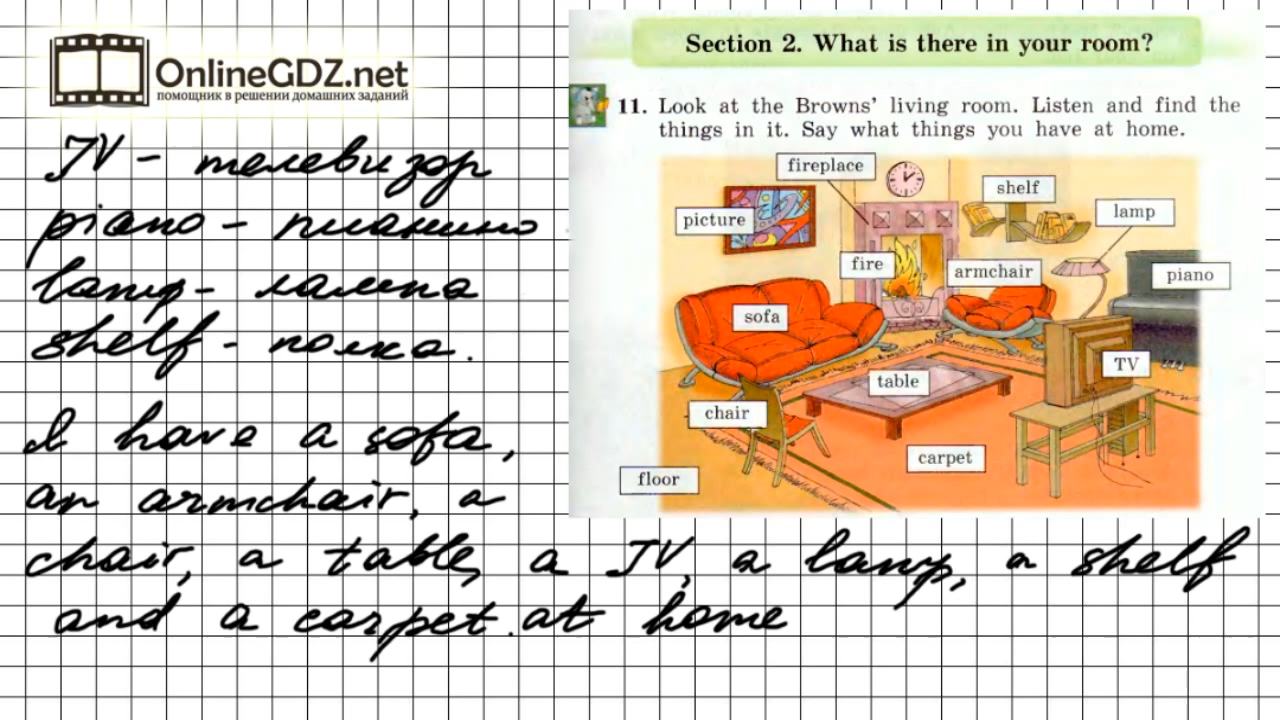 OnlineGDZ.net
помощник в решении домашних заданий
TV - телевизор
piano - пианино
lamp - лампа
shelf - полка.
I have a sofa,
an armchair, a
chair, a table, a TV, a lamp, a shelf
and a carpet at home
Section 2. What is there in your room?
11. Look at the Browns' living room. Listen and find the
things in it. Say what things you have at home.
fireplace
shelf
picture
lamp
fire
armchair
piano
sofa
TV
table
chair
carpet
floor